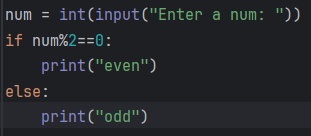 num = int(input("Enter a num: "))
if num%2==0:
    print("even")
else:
    print("odd")